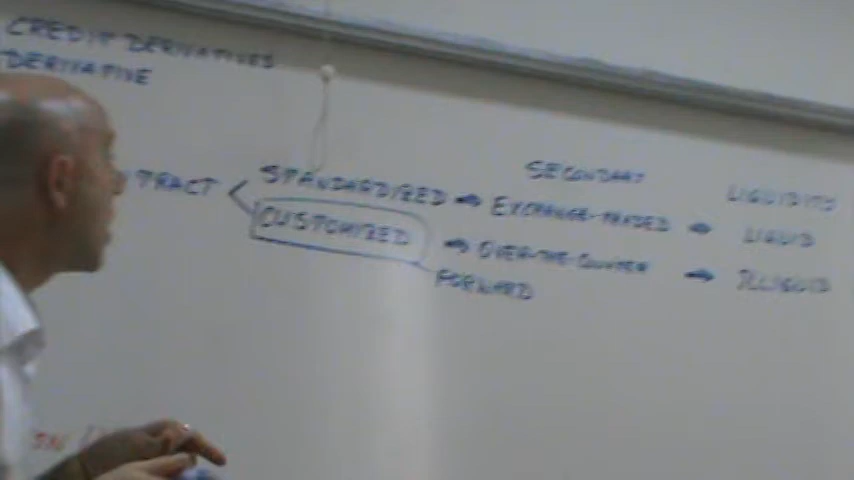 CREDIT DERIVATIVES
DERIVATIVE
SECONDARY
LIQUIDITY
TRACT < STANDARDIZED → EXCHANGE-TRADED → LIQUID
CUSTOMIZED → OVER-THE-COUNTER → ILLIQUID
FORWARD